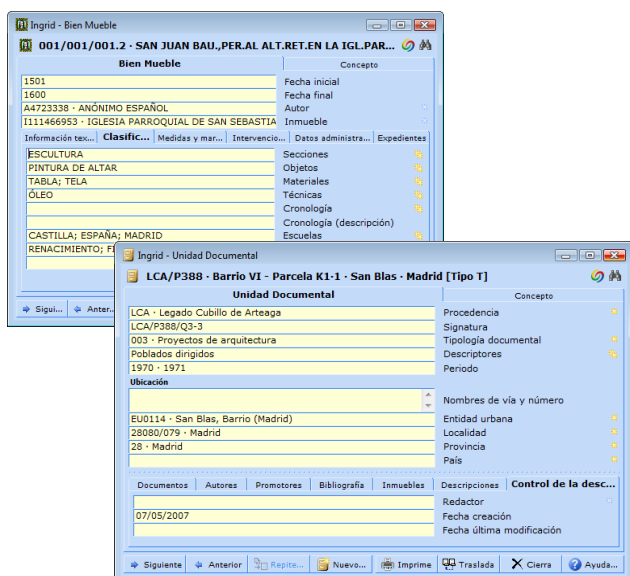 Ingrid - Bien Mueble
001/001/001.2 · SAN JUAN BAU.,PER.AL ALT.RET.EN LA IGL.PAR...
Bien Mueble Concepto
1501 Fecha inicial
1600 Fecha final
A4723338 · ANÓNIMO ESPAÑOL Autor
I111466953 · IGLESIA PARROQUIAL DE SAN SEBASTIA Inmueble
Información tex... Clasific... Medidas y mar... Intervencio... Datos administra... Expedientes
ESCULTURA Secciones
PINTURA DE ALTAR Objetos
TABLA; TELA Materiales
ÓLEO Técnicas
Cronología
Cronología (descripción)
CASTILLA; ESPAÑA; MADRID Escuelas
RENACIMIENTO;
Sigui... Anter...
Ingrid - Unidad Documental
LCA/P388 · Barrio VI - Parcela K1·1 · San Blas · Madrid [Tipo T]
Unidad Documental Concepto
LCA · Legado Cubillo de Arteaga Procedencia
LCA/P388/Q3-3 Signatura
003 · Proyectos de arquitectura Tipología documental
Poblados dirigidos Descriptores
1970 · 1971 Periodo
Ubicación
Nombres de vía y número
EU0114 · San Blas, Barrio (Madrid) Entidad urbana
28080/079 · Madrid Localidad
28 · Madrid Provincia
País
Documentos Autores Promotores Bibliografía Inmuebles Descripciones Control de la desc...
Redactor
07/05/2007 Fecha creación
Fecha última modificación
Siguiente Anterior Repite... Nuevo... Imprime Traslada Cierra Ayuda...